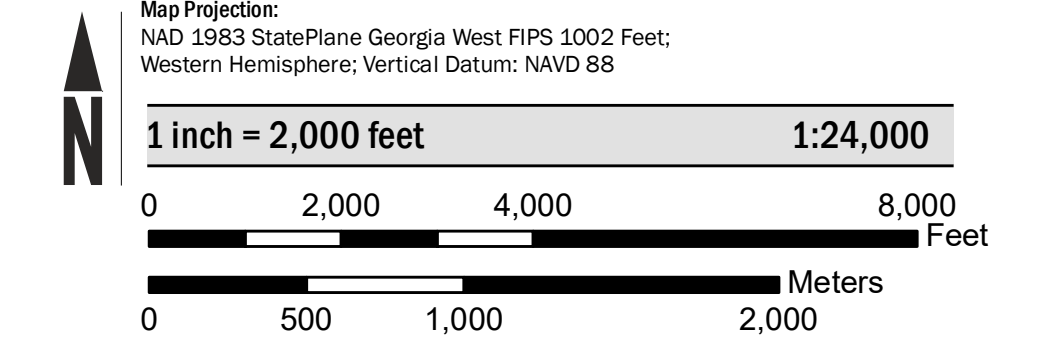 Map Projection:
NAD 1983 StatePlane Georgia West FIPS 1002 Feet;
Western Hemisphere; Vertical Datum: NAVD 88
N
1 inch = 2,000 feet 1:24,000
0 2,000 4,000 8,000
Feet
Meters
0 500 1,000 2,000